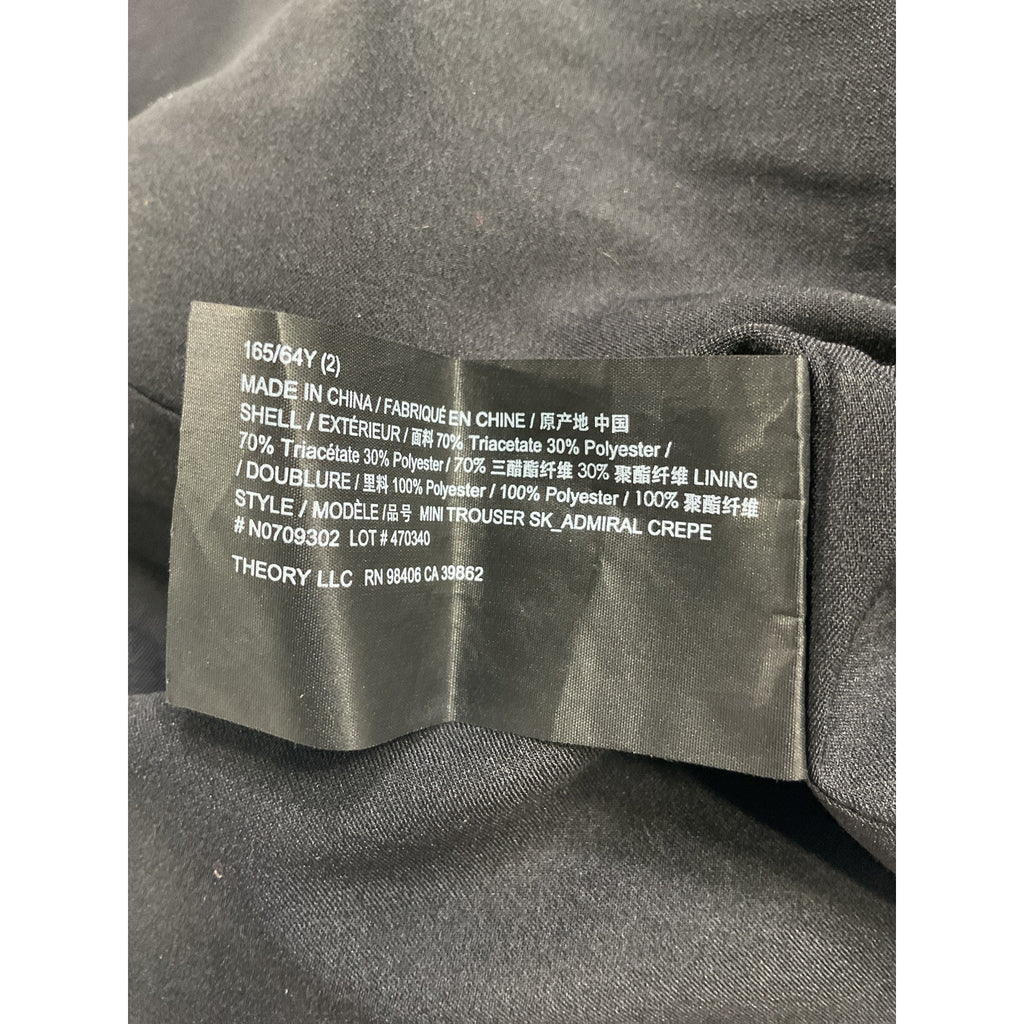 165/64Y (2)
MADE IN CHINA / FABRIQUÉ EN CHINE / 原产地 中国
SHELL / EXTÉRIEUR / 面料 70% Triacetate 30% Polyester /
70% Triacétate 30% Polyester / 70% 三醋酯纤维 30% 聚酯纤维 LINING
/ DOUBLURE / 里料 100% Polyester / 100% Polyester / 100% 聚酯纤维
STYLE / MODÈLE /品号 MINI TROUSER SK_ADMIRAL CREPE
# N0709302 LOT # 470340
THEORY LLC RN 98406 CA 39862